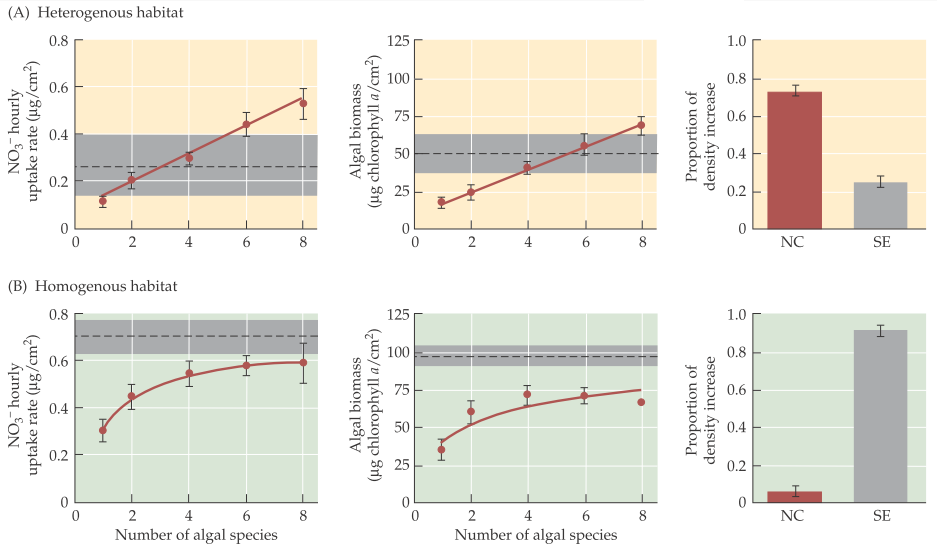 (A) Heterogenous habitat
NO₃⁻ hourly
uptake rate (µg/cm²)
0.8
0.6
0.4
0.2
0
0 2 4 6 8
Algal biomass
(µg chlorophyll a/cm²)
125
100
75
50
25
0
0 2 4 6 8
Proportion of
density increase
1.0
0.8
0.6
0.4
0.2
0
NC SE
(B) Homogenous habitat
NO₃⁻ hourly
uptake rate (µg/cm²)
0.8
0.6
0.4
0.2
0
0 2 4 6 8
Number of algal species
Algal biomass
(µg chlorophyll a/cm²)
125
100
75
50
25
0
0 2 4 6 8
Number of algal species
Proportion of
density increase
1.0
0.8
0.6
0.4
0.2
0
NC SE